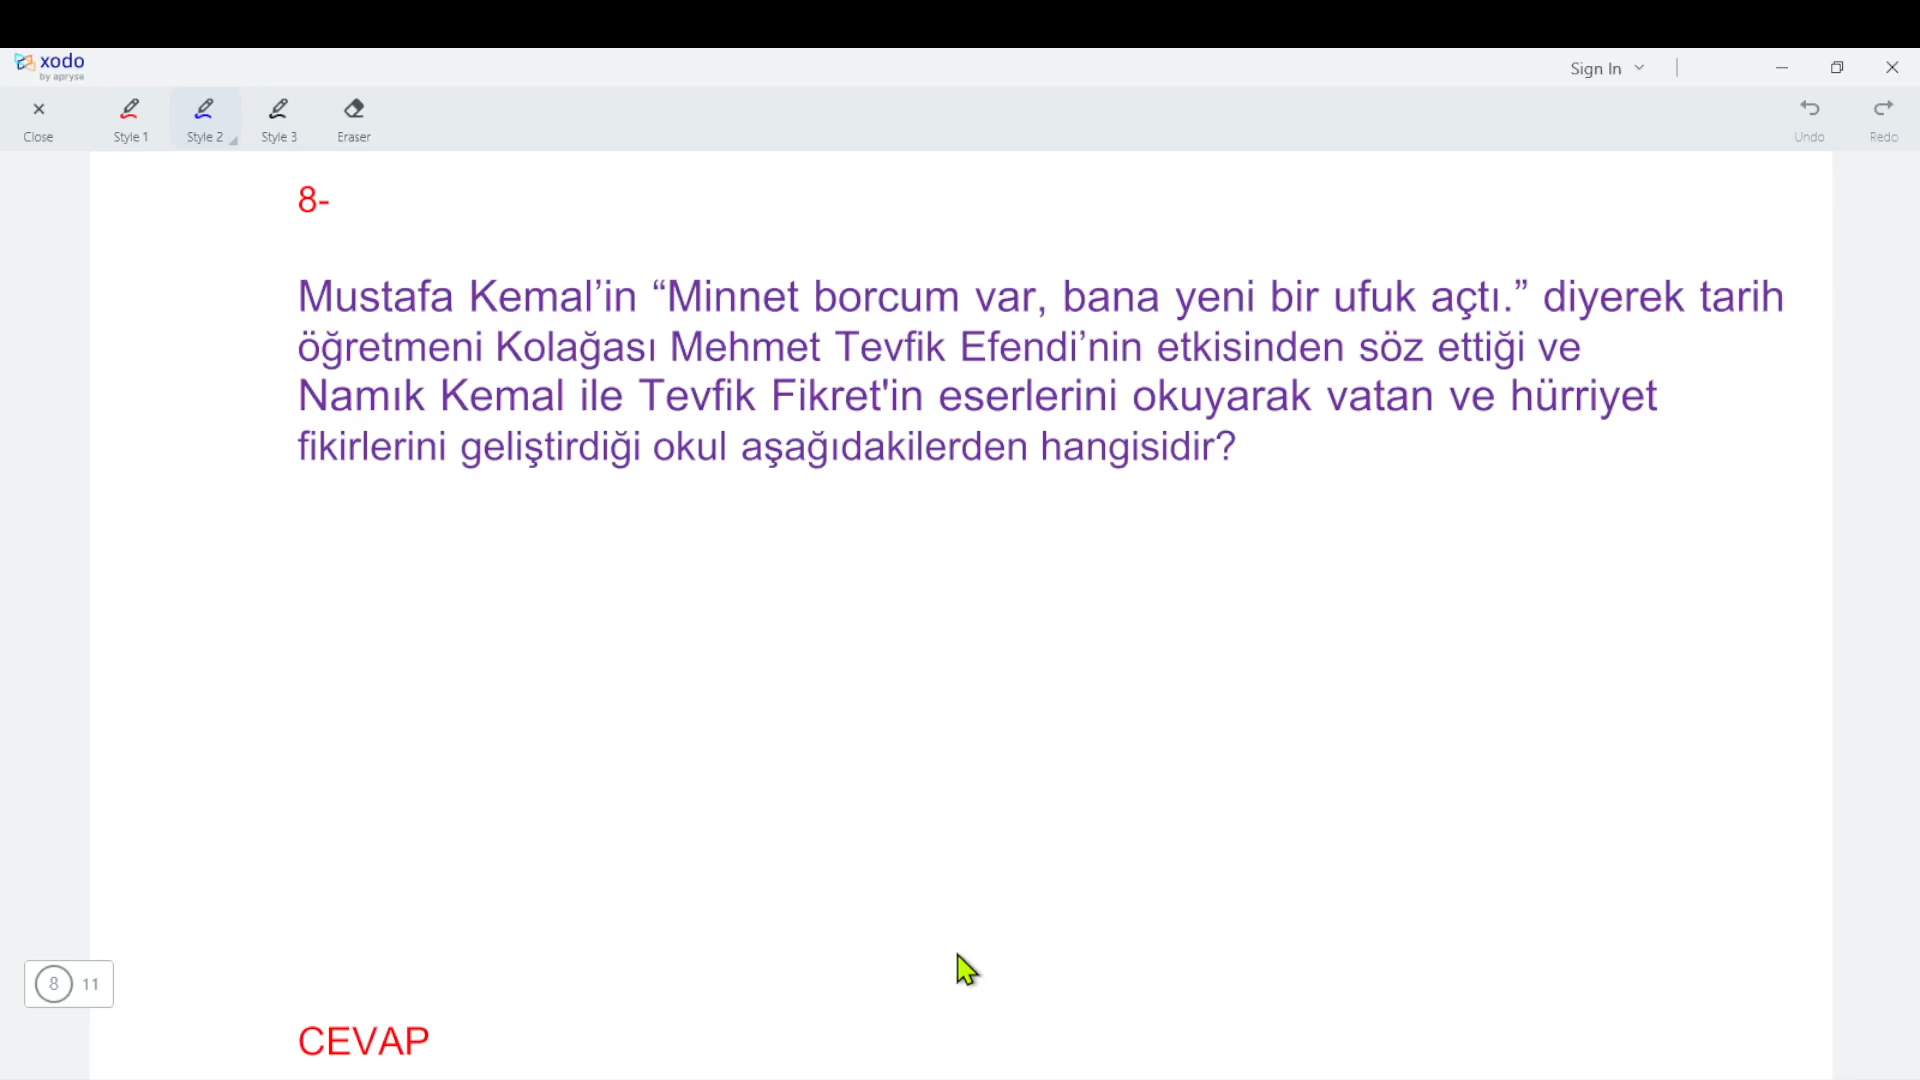 xodo
by apryse
Sign In
Close
Style 1
Style 2
Style 3
Eraser
Undo
Redo
8-
Mustafa Kemal’in “Minnet borcum var, bana yeni bir ufuk açtı.” diyerek tarih
öğretmeni Kolağası Mehmet Tevfik Efendi’nin etkisinden söz ettiği ve
Namık Kemal ile Tevfik Fikret'in eserlerini okuyarak vatan ve hürriyet
fikirlerini geliştirdiği okul aşağıdakilerden hangisidir?
8 11
CEVAP